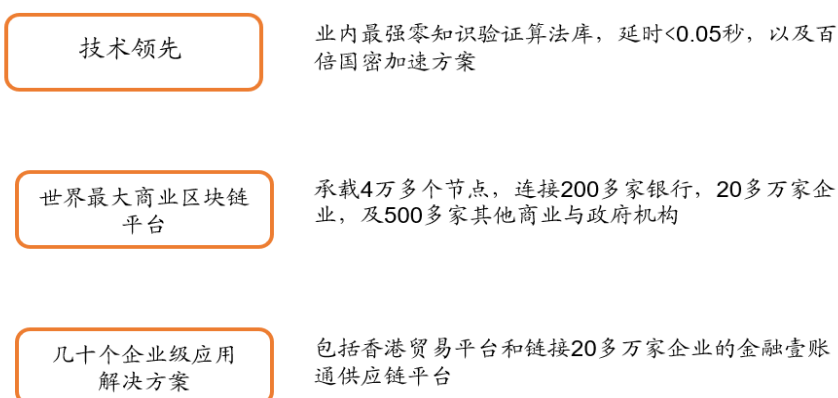 技术领先
业内最强零知识验证算法库，延时<0.05秒，以及百
倍国密加速方案
世界最大商业区块链
平台
承载4万多个节点，连接200多家银行，20多万家企
业，及500多家其他商业与政府机构
几十个企业级应用
解决方案
包括香港贸易平台和链接20多万家企业的金融壹账
通供应链平台